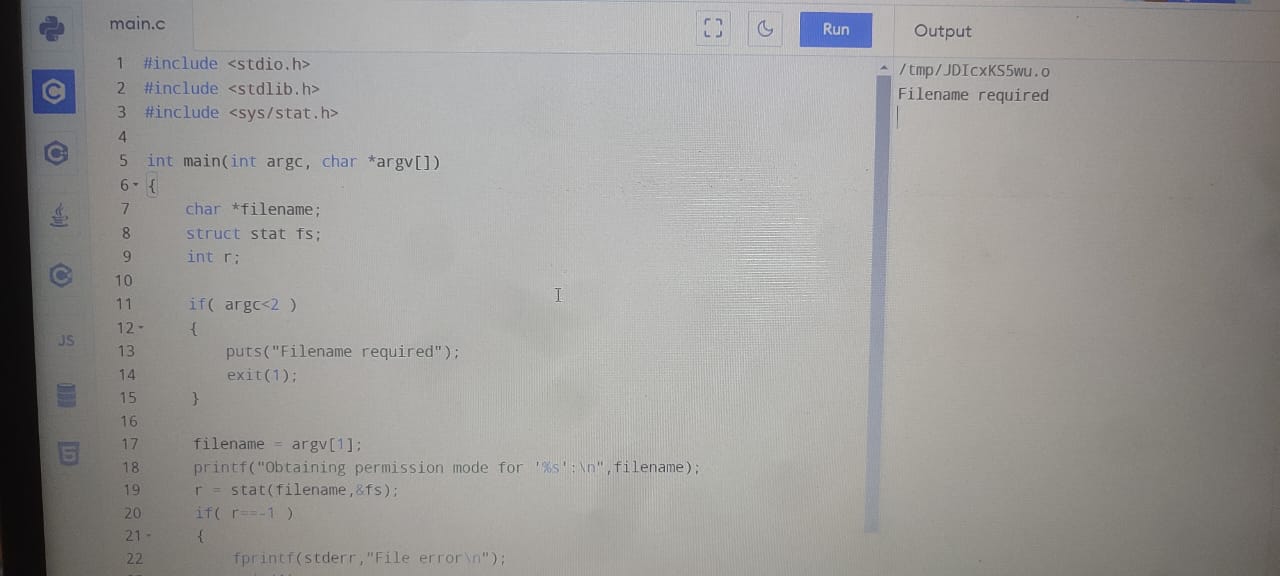 main.c
Run
Output
1 #include <stdio.h>
2 #include <stdlib.h>
3 #include <sys/stat.h>
4
5 int main(int argc, char *argv[])
6 {
7 char *filename;
8 struct stat fs;
9 int r;
10
11 if( argc<2 )
12 {
13 puts("Filename required");
14 exit(1);
15 }
16
17 filename = argv[1];
18 printf("Obtaining permission mode for '%s':\n",filename);
19 r = stat(filename,&fs);
20 if( r==-1 )
21 {
22 fprintf(stderr,"File error\n");
/tmp/JDIcxKS5wu.o
Filename required
JS